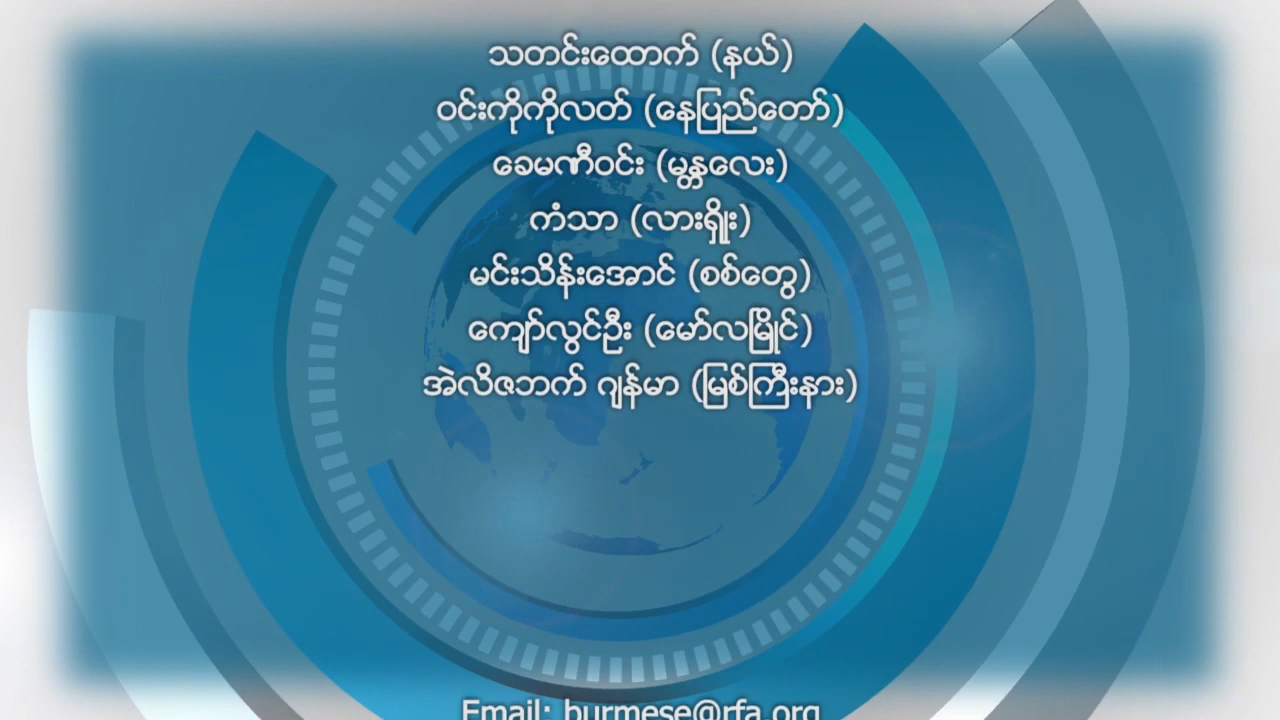 သတင်းထောက် (နယ်)
ဝင်းကိုကိုလတ် (နေပြည်တော်)
ခေမဏီဝင်း (မန္တလေး)
ကံသာ (လားရှိုး)
မင်းသိန်းအောင် (စစ်တွေ)
ကျော်လွင်ဦး (မော်လမြိုင်)
အဲလိဇဘက် ဂျန်မာ (မြစ်ကြီးနား)
Email: burmese@rfa.org